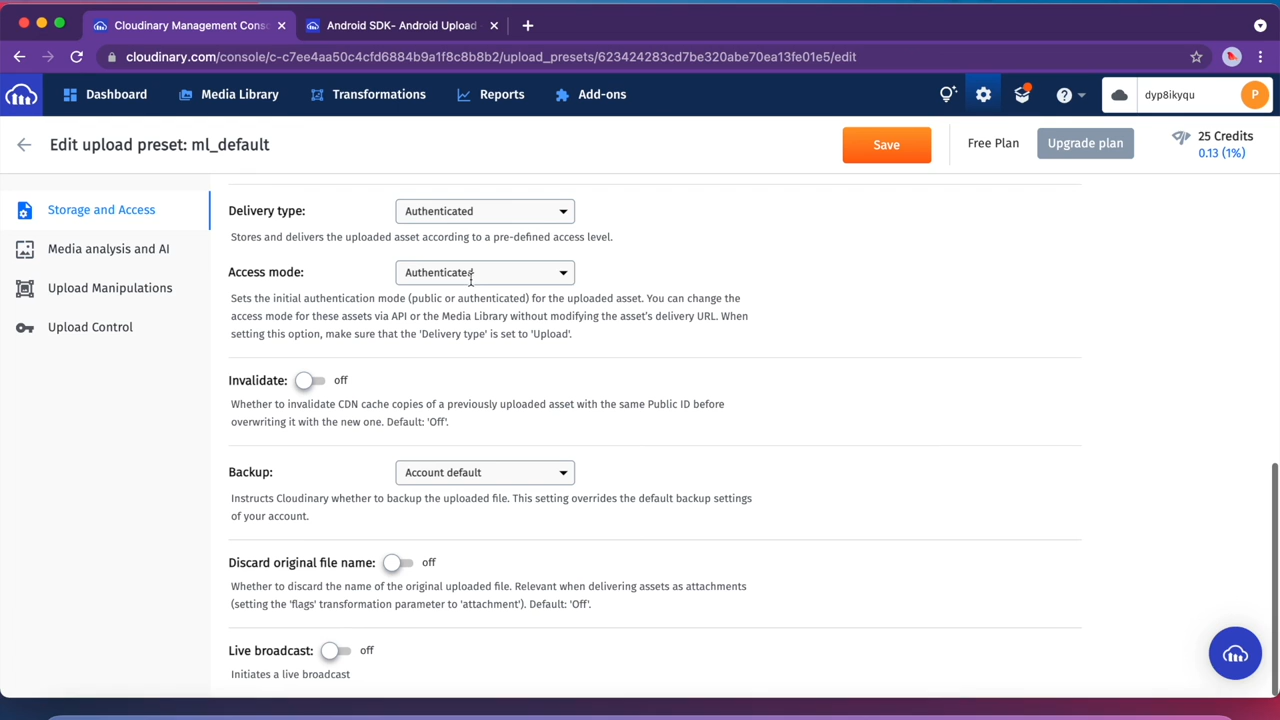 Cloudinary Management Cons
Android SDK- Android Upload
cloudinary.com/console/c-c7ee4aa50c4cfd6884b9a1f8c8b8b2/upload_presets/623424283cd7be320abe70ea13fe01e5/edit
Dashboard
Media Library
Transformations
Reports
Add-ons
dyp8ikyqu
P
Edit upload preset: ml_default
Save
Free Plan
Upgrade plan
25 Credits
0.13 (1%)
Storage and Access
Media analysis and AI
Upload Manipulations
Upload Control
Delivery type:
Authenticated
Stores and delivers the uploaded asset according to a pre-defined access level.
Access mode:
Authenticated
Sets the initial authentication mode (public or authenticated) for the uploaded asset. You can change the
access mode for these assets via API or the Media Library without modifying the asset’s delivery URL. When
setting this option, make sure that the 'Delivery type' is set to 'Upload'.
Invalidate:
off
Whether to invalidate CDN cache copies of a previously uploaded asset with the same Public ID before
overwriting it with the new one. Default: 'Off'.
Backup:
Account default
Instructs Cloudinary whether to backup the uploaded file. This setting overrides the default backup settings
of your account.
Discard original file name:
off
Whether to discard the name of the original uploaded file. Relevant when delivering assets as attachments
(setting the 'flags' transformation parameter to 'attachment'). Default: 'Off'.
Live broadcast:
off
Initiates a live broadcast